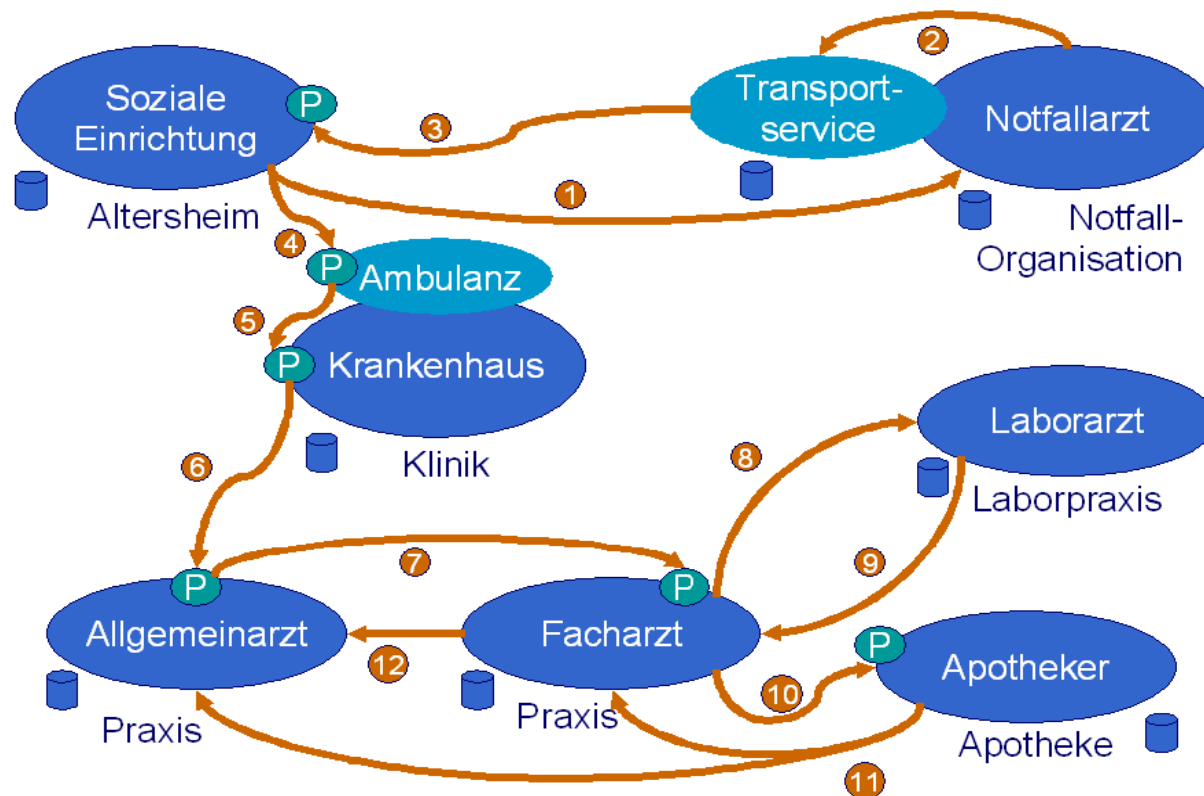 2
Soziale
Einrichtung
P
Transport-
service
Notfallarzt
3
1
Altersheim
Notfall-
Organisation
4
P
Ambulanz
5
P
Krankenhaus
Laborarzt
8
6
Klinik
Laborpraxis
7
9
P
P
Allgemeinarzt
Facharzt
P
12
Apotheker
10
Praxis
Praxis
Apotheke
11